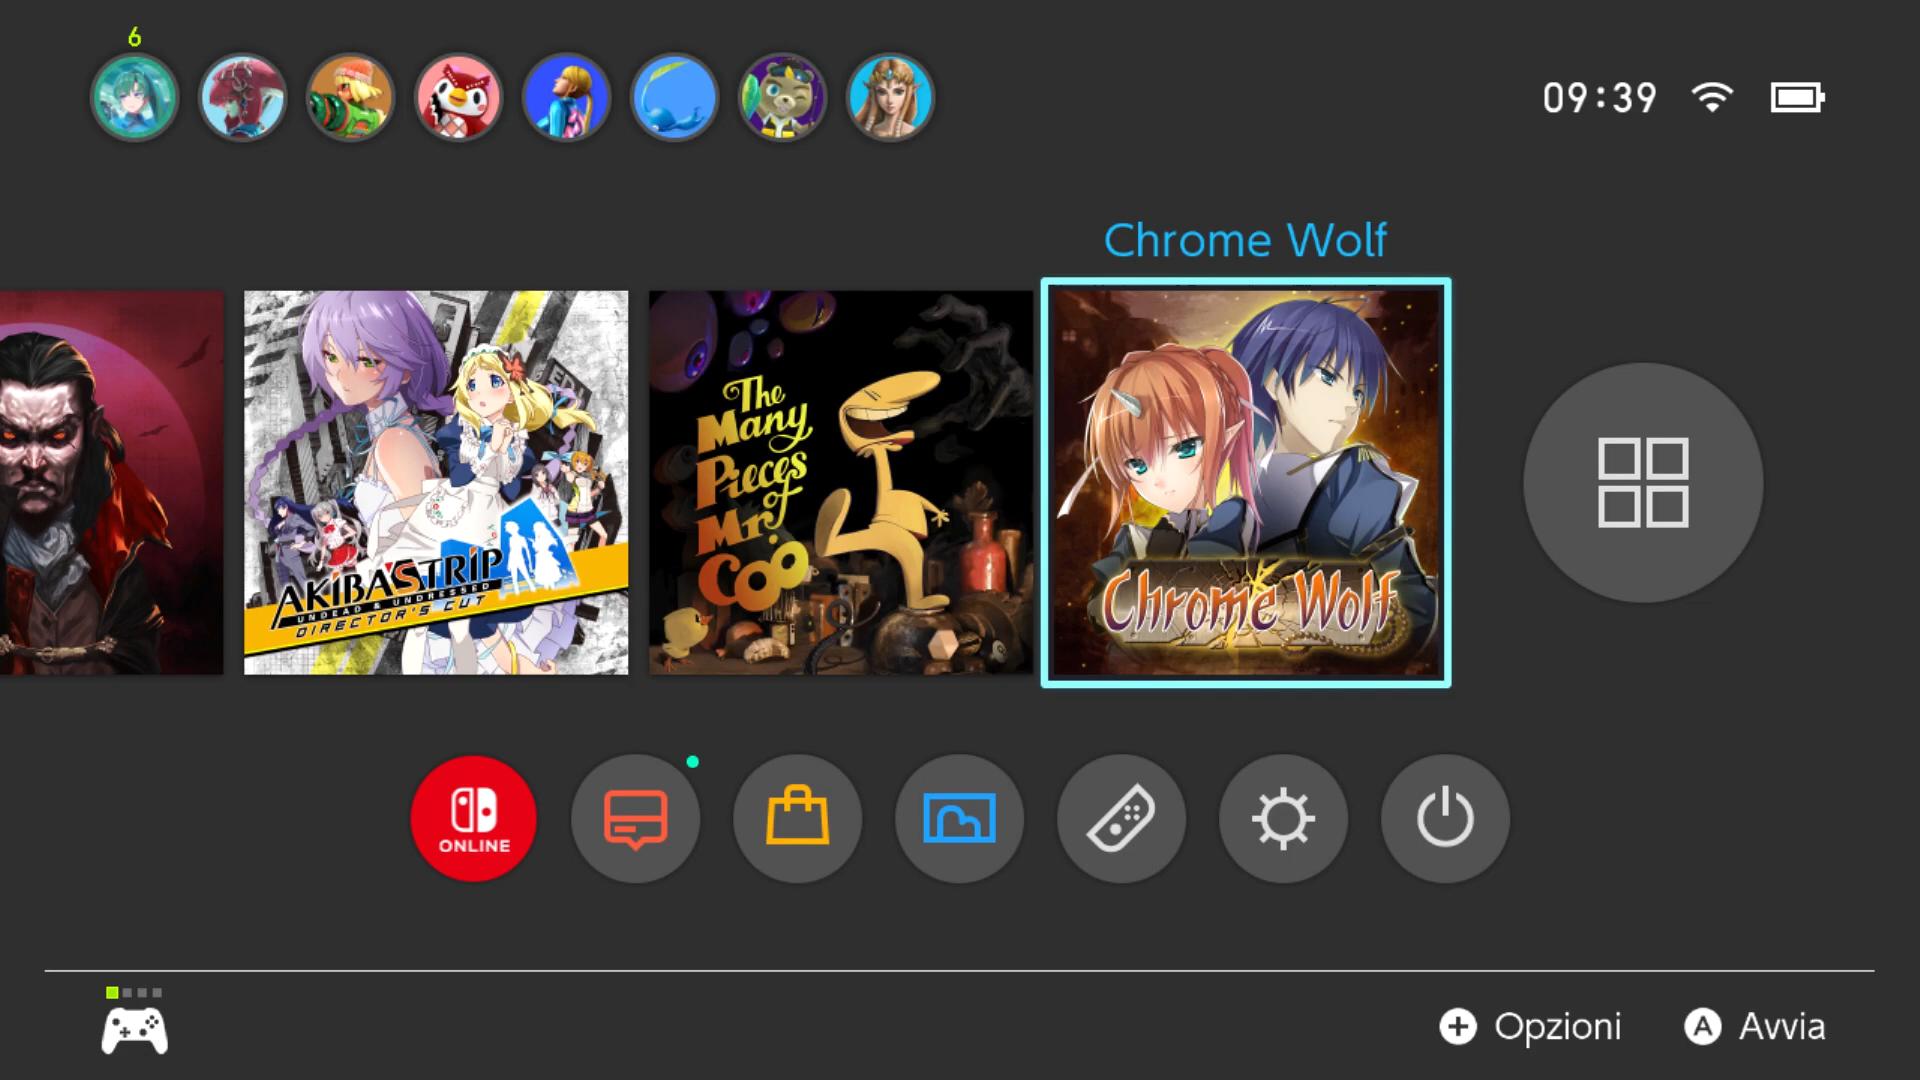 6
09:39
Chrome Wolf
AKIBA'S TRIP
UNDEAD & UNDRESSED
DIRECTOR'S CUT
The
Many
Pieces
of
Mr.
Coo
Chrome Wolf
ONLINE
Opzioni
A
Avvia